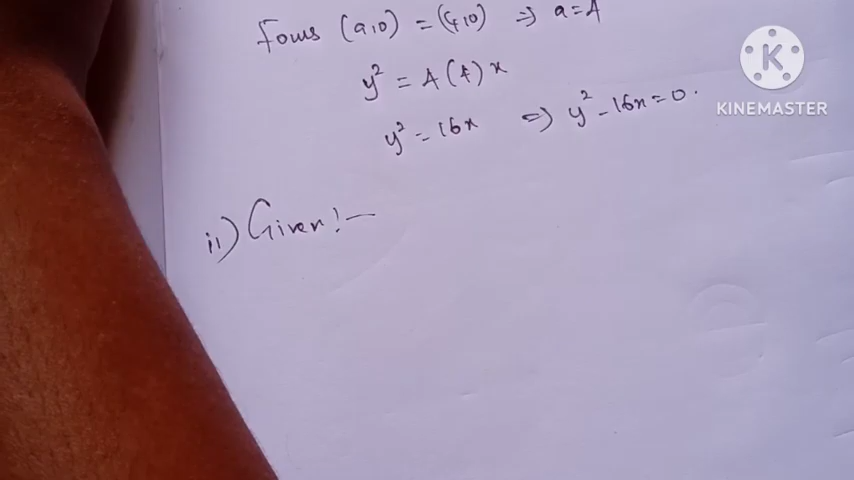 Focus (a,0) = (4,0) ⇒ a=4
y² = 4(4)x
y² = 16x ⇒ y² - 16x = 0.
ii) Given:-
K
KINEMASTER